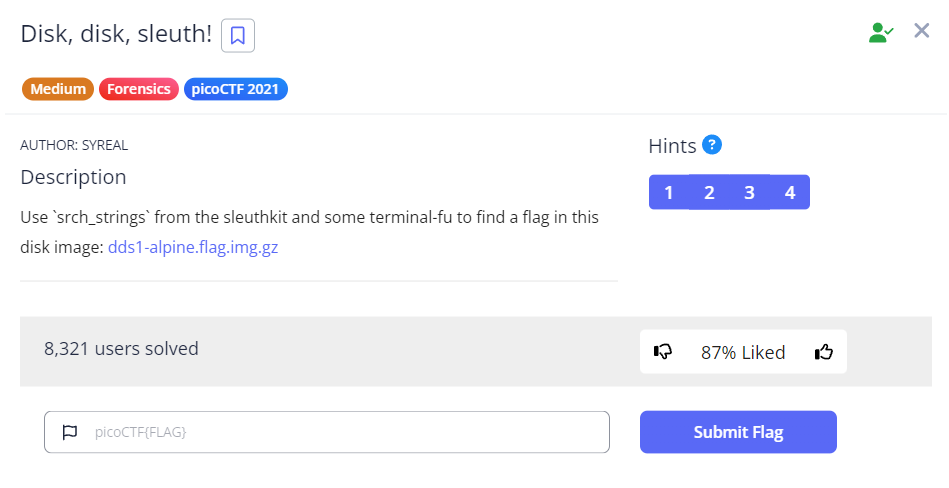 Disk, disk, sleuth!
Medium Forensics picoCTF 2021
AUTHOR: SYREAL
Description
Use `srch_strings` from the sleuthkit and some terminal-fu to find a flag in this
disk image: dds1-alpine.flag.img.gz
Hints ?
1 2 3 4
8,321 users solved
87% Liked
picoCTF{FLAG}
Submit Flag